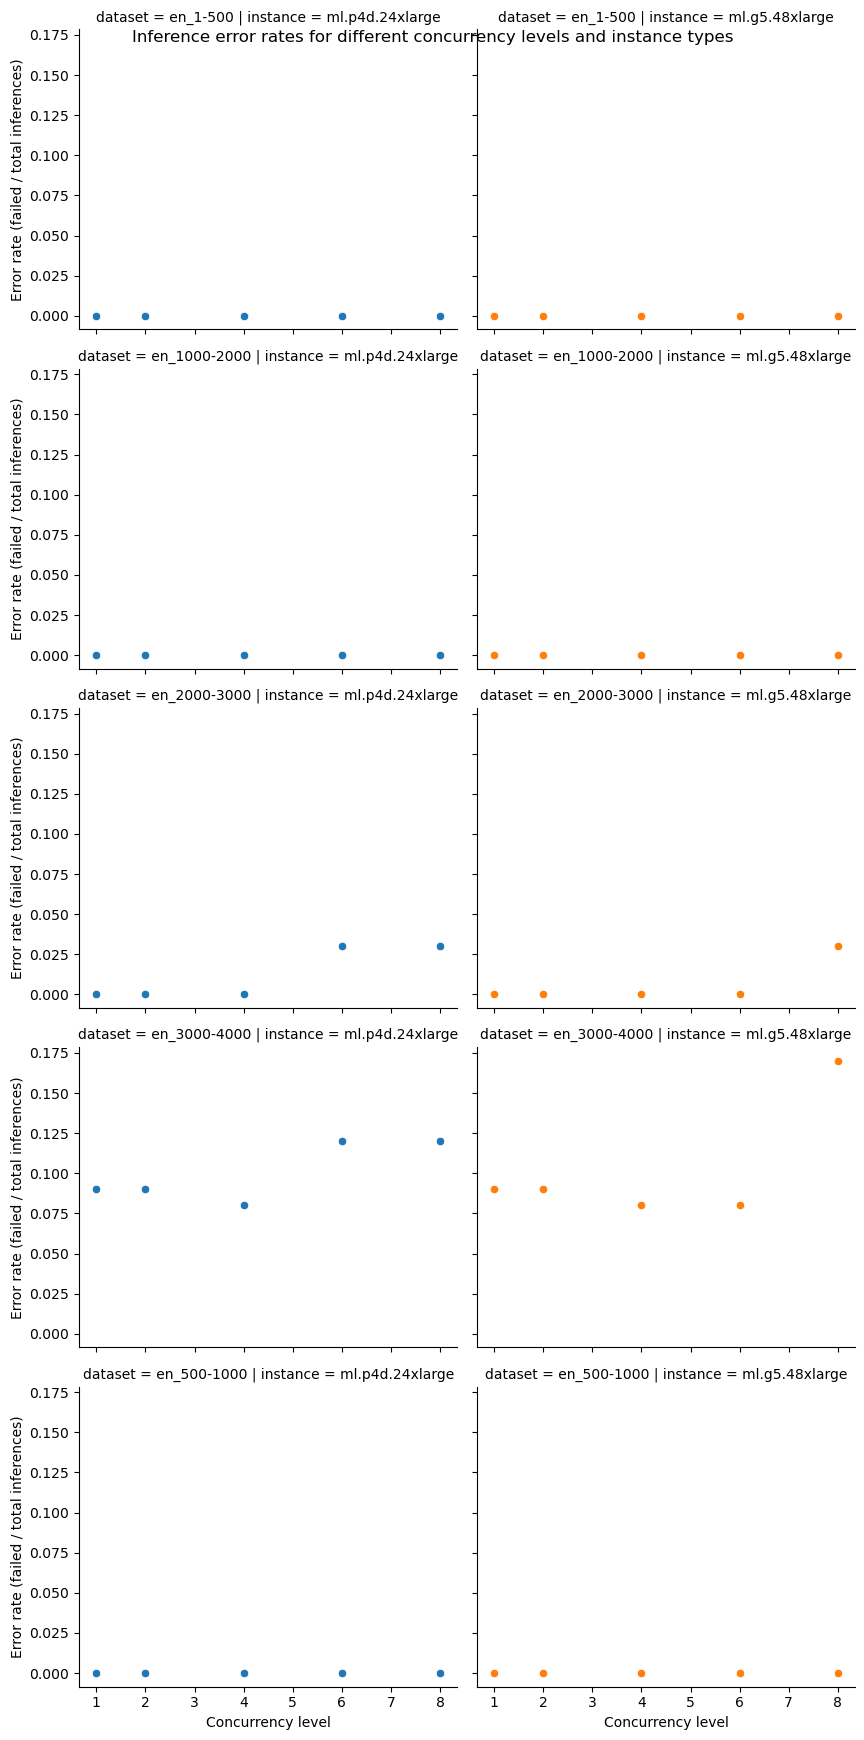 dataset = en_1-500 | instance = ml.p4d.24xlarge
dataset = en_1-500 | instance = ml.g5.48xlarge
Inference error rates for different concurrency levels and instance types
Error rate (failed / total inferences)
0.175
0.150
0.125
0.100
0.075
0.050
0.025
0.000
dataset = en_1000-2000 | instance = ml.p4d.24xlarge
dataset = en_1000-2000 | instance = ml.g5.48xlarge
Error rate (failed / total inferences)
0.175
0.150
0.125
0.100
0.075
0.050
0.025
0.000
dataset = en_2000-3000 | instance = ml.p4d.24xlarge
dataset = en_2000-3000 | instance = ml.g5.48xlarge
Error rate (failed / total inferences)
0.175
0.150
0.125
0.100
0.075
0.050
0.025
0.000
dataset = en_3000-4000 | instance = ml.p4d.24xlarge
dataset = en_3000-4000 | instance = ml.g5.48xlarge
Error rate (failed / total inferences)
0.175
0.150
0.125
0.100
0.075
0.050
0.025
0.000
dataset = en_500-1000 | instance = ml.p4d.24xlarge
dataset = en_500-1000 | instance = ml.g5.48xlarge
Error rate (failed / total inferences)
0.175
0.150
0.125
0.100
0.075
0.050
0.025
0.000
1 2 3 4 5 6 7 8
1 2 3 4 5 6 7 8
Concurrency level
Concurrency level